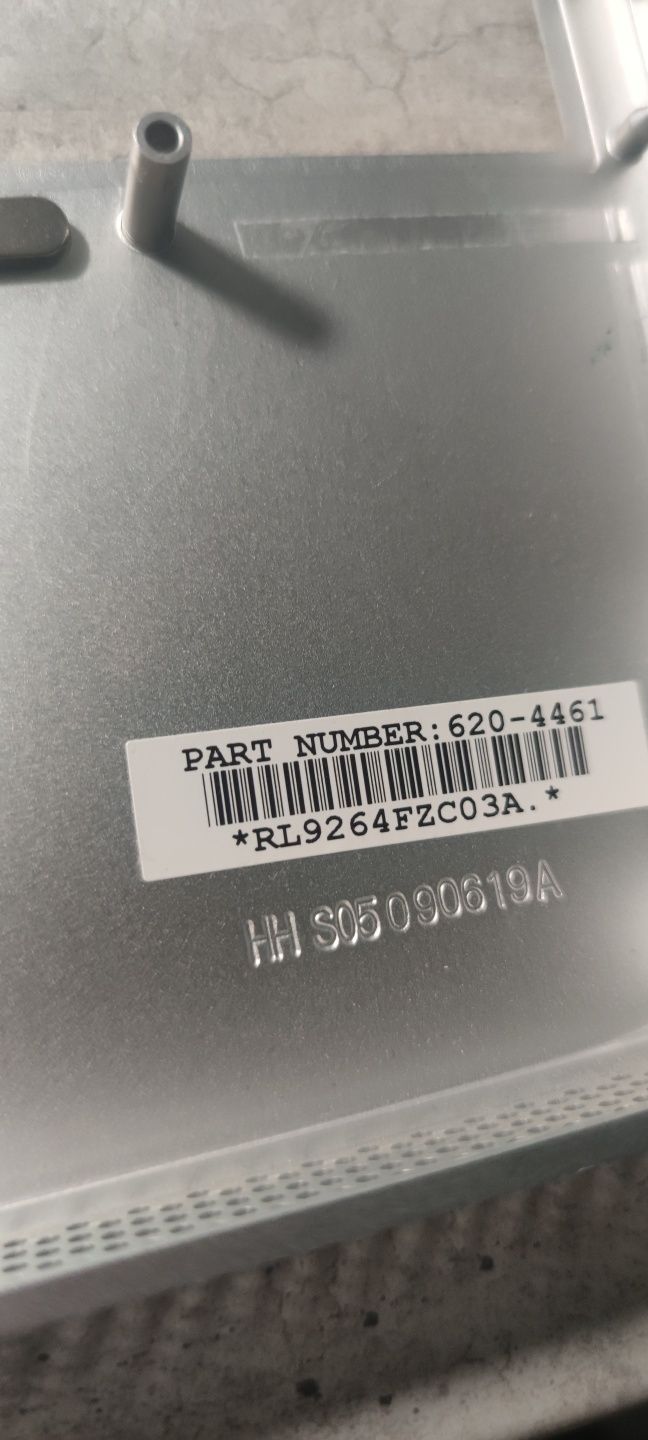 PART NUMBER:620-4461
*RL9264FZC03A.*
HH S05 090619A